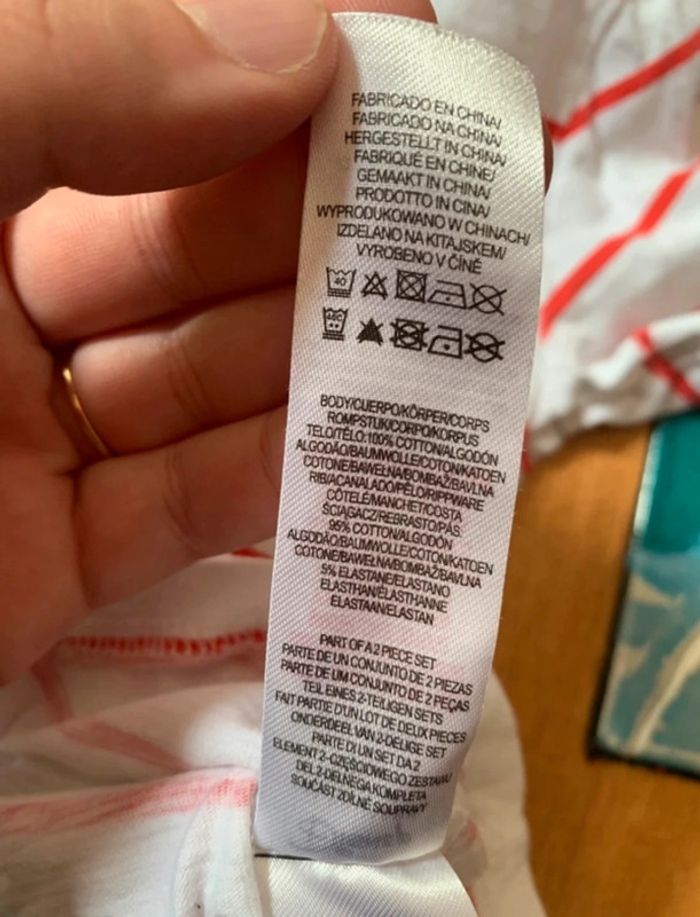 FABRICADO EN CHINA/
FABRICADO NA CHINA/
HERGESTELLT IN CHINA/
FABRIQUÉ EN CHINE/
GEMAAKT IN CHINA/
PRODOTTO IN CINA/
WYPRODUKOWANO W CHINACH/
IZDELANO NA KITAJSKEM/
VYROBENO V ČÍNĚ
40
40C
BODY/CUERPO/KÖRPER/CORPS
ROMPSTUK/CORPO/KORPUS
TELO/TĚLO:100% COTTON/ALGODÓN
ALGODÃO/BAUMWOLLE/COTON/KATOEN
COTONE/BAWEŁNA/BOMBAŽ/BAVLNA
RIB/ACANALADO/PÊLO/RIPPWARE
CÔTELÉ/MANCHET/COSTA
ŚCIĄGACZ/REBRASTO/PÁS:
95% COTTON/ALGODÓN
ALGODÃO/BAUMWOLLE/COTON/KATOEN
COTONE/BAWEŁNA/BOMBAŽ/BAVLNA
5% ELASTANE/ELASTANO
ELASTHAN/ÉLASTHANNE
ELASTAAN/ELASTAN
PART OF A 2 PIECE SET
PARTE DE UN CONJUNTO DE 2 PIEZAS
PARTE DE UM CONJUNTO DE 2 PEÇAS
TEIL EINES 2-TEILIGEN SETS
FAIT PARTIE D'UN LOT DE DEUX PIECES
ONDERDEEL VAN 2-DELIGE SET
PARTE DI UN SET DA 2
ELEMENT 2-CZĘŚCIOWEGO ZESTAWU
DEL 2-DELNEGA KOMPLETA
SOUČÁST 2DÍLNÉ SOUPRAVY